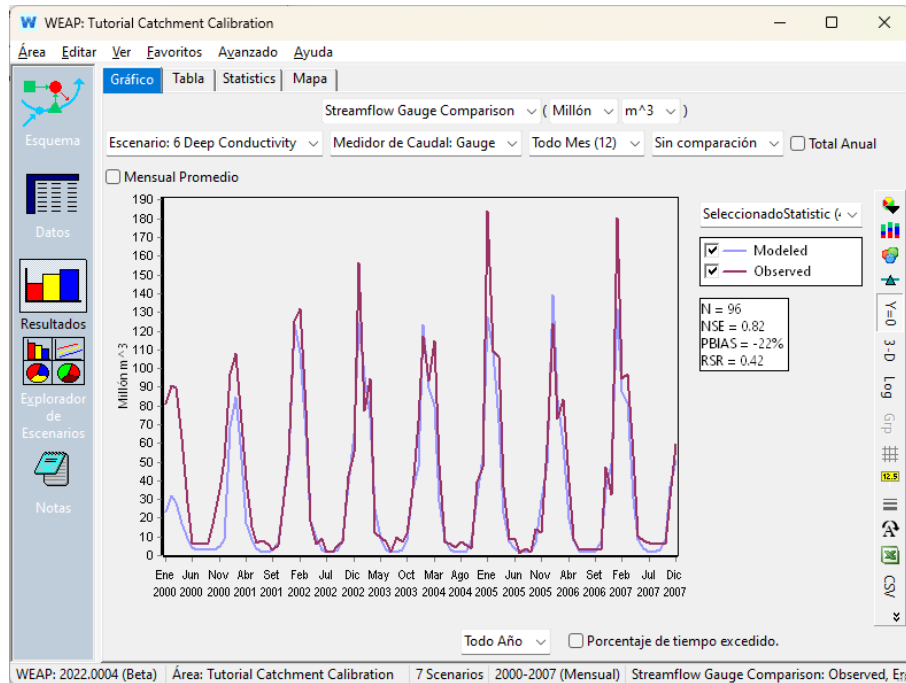 WEAP: Tutorial Catchment Calibration
Área Editar Ver Favoritos Avanzado Ayuda
Gráfico Tabla Statistics Mapa
Streamflow Gauge Comparison ( Millón m^3 )
Escenario: 6 Deep Conductivity Medidor de Caudal: Gauge Todo Mes (12) Sin comparación Total Anual
Mensual Promedio
Esquema
Datos
Resultados
Explorador
de
Escenarios
Notas
Millón m^3
190
180
170
160
150
140
130
120
110
100
90
80
70
60
50
40
30
20
10
0
Ene Jun Nov Abr Set Feb Jul Dic May Oct Mar Ago Ene Jun Nov Abr Set Feb Jul Dic
2000 2000 2000 2001 2001 2002 2002 2002 2003 2003 2004 2004 2005 2005 2005 2006 2006 2007 2007 2007
SeleccionadoStatistic (
Modeled
Observed
N = 96
NSE = 0.82
PBIAS = -22%
RSR = 0.42
Y=0
3-D
Log
Grp
12.5
CSV
Todo Año Porcentaje de tiempo excedido.
WEAP: 2022.0004 (Beta) Área: Tutorial Catchment Calibration 7 Scenarios 2000-2007 (Mensual) Streamflow Gauge Comparison: Observed,